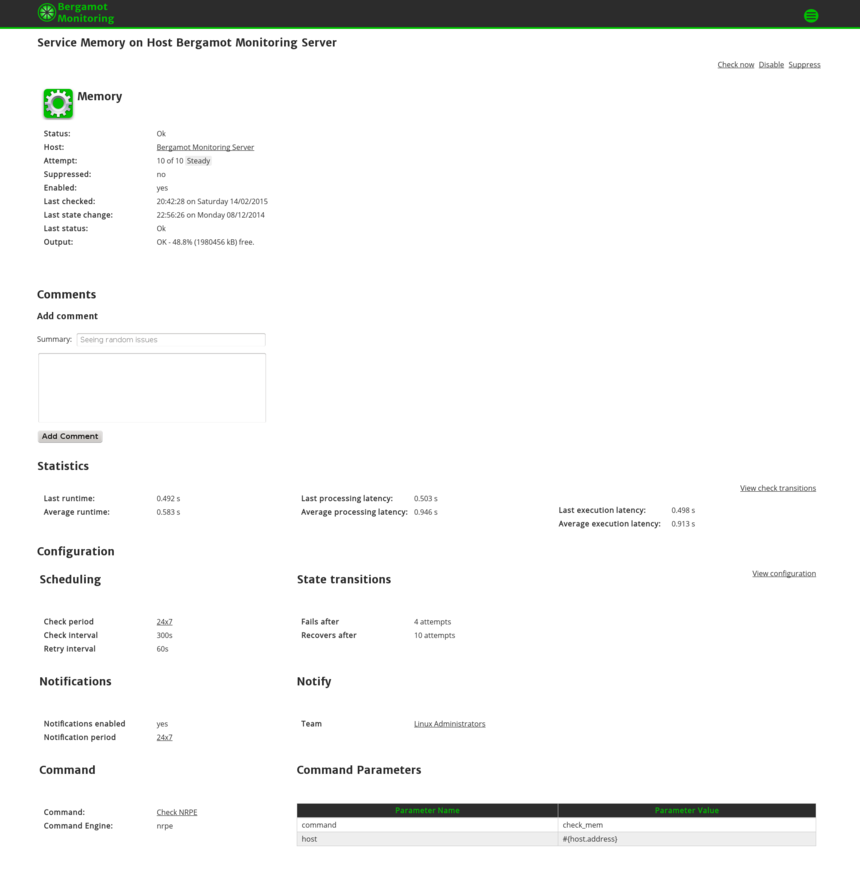 Bergamot
Monitoring
Service Memory on Host Bergamot Monitoring Server
Check now Disable Suppress
Memory
Status: Ok
Host: Bergamot Monitoring Server
Attempt: 10 of 10 Steady
Suppressed: no
Enabled: yes
Last checked: 20:42:28 on Saturday 14/02/2015
Last state change: 22:56:26 on Monday 08/12/2014
Last status: Ok
Output: OK - 48.8% (1980456 kB) free.
Comments
Add comment
Summary: Seeing random issues
Add Comment
Statistics
View check transitions
Last runtime: 0.492 s Last processing latency: 0.503 s
Average runtime: 0.583 s Average processing latency: 0.946 s
Last execution latency: 0.498 s
Average execution latency: 0.913 s
Configuration
View configuration
Scheduling State transitions
Check period 24x7 Fails after 4 attempts
Check interval 300s Recovers after 10 attempts
Retry interval 60s
Notifications Notify
Notifications enabled yes Team Linux Administrators
Notification period 24x7
Command Command Parameters
Parameter Name Parameter Value
Command: Check NRPE command check_mem
Command Engine: nrpe host #{host.address}